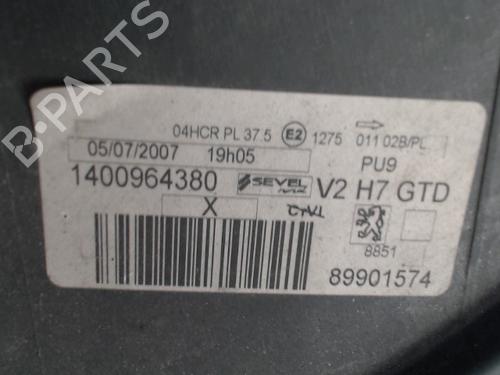 B-PARTS
04HCR PL 37.5 E2 1275 011 02B/PL
05/07/2007 19h05 PU9
1400964380 SEVEL V2 H7 GTD
X
8851
89901574